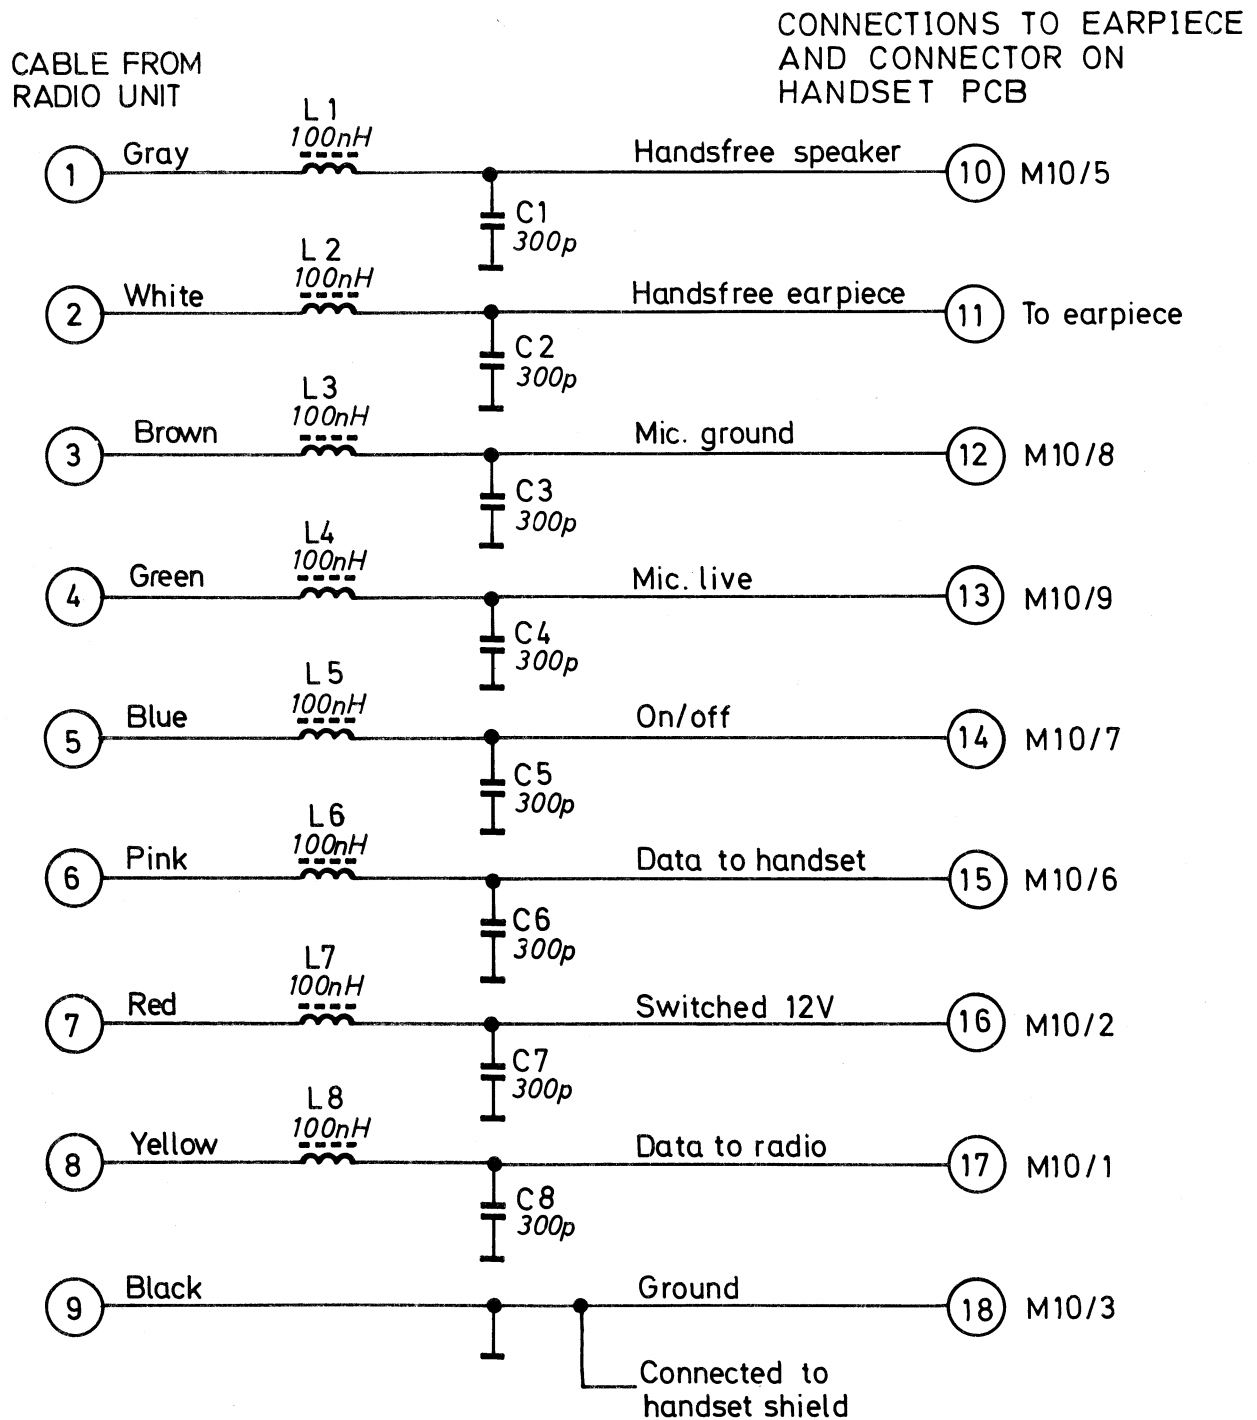 CONNECTIONS TO EARPIECE
AND CONNECTOR ON
HANDSET PCB
CABLE FROM
RADIO UNIT
L1
100nH
1 Gray Handsfree speaker 10 M10/5
C1
300p
L2
100nH
2 White Handsfree earpiece 11 To earpiece
C2
300p
L3
100nH
3 Brown Mic. ground 12 M10/8
C3
300p
L4
100nH
4 Green Mic. live 13 M10/9
C4
300p
L5
100nH
5 Blue On/off 14 M10/7
C5
300p
L6
100nH
6 Pink Data to handset 15 M10/6
C6
300p
L7
100nH
7 Red Switched 12V 16 M10/2
C7
300p
L8
100nH
8 Yellow Data to radio 17 M10/1
C8
300p
9 Black Ground 18 M10/3
Connected to
handset shield